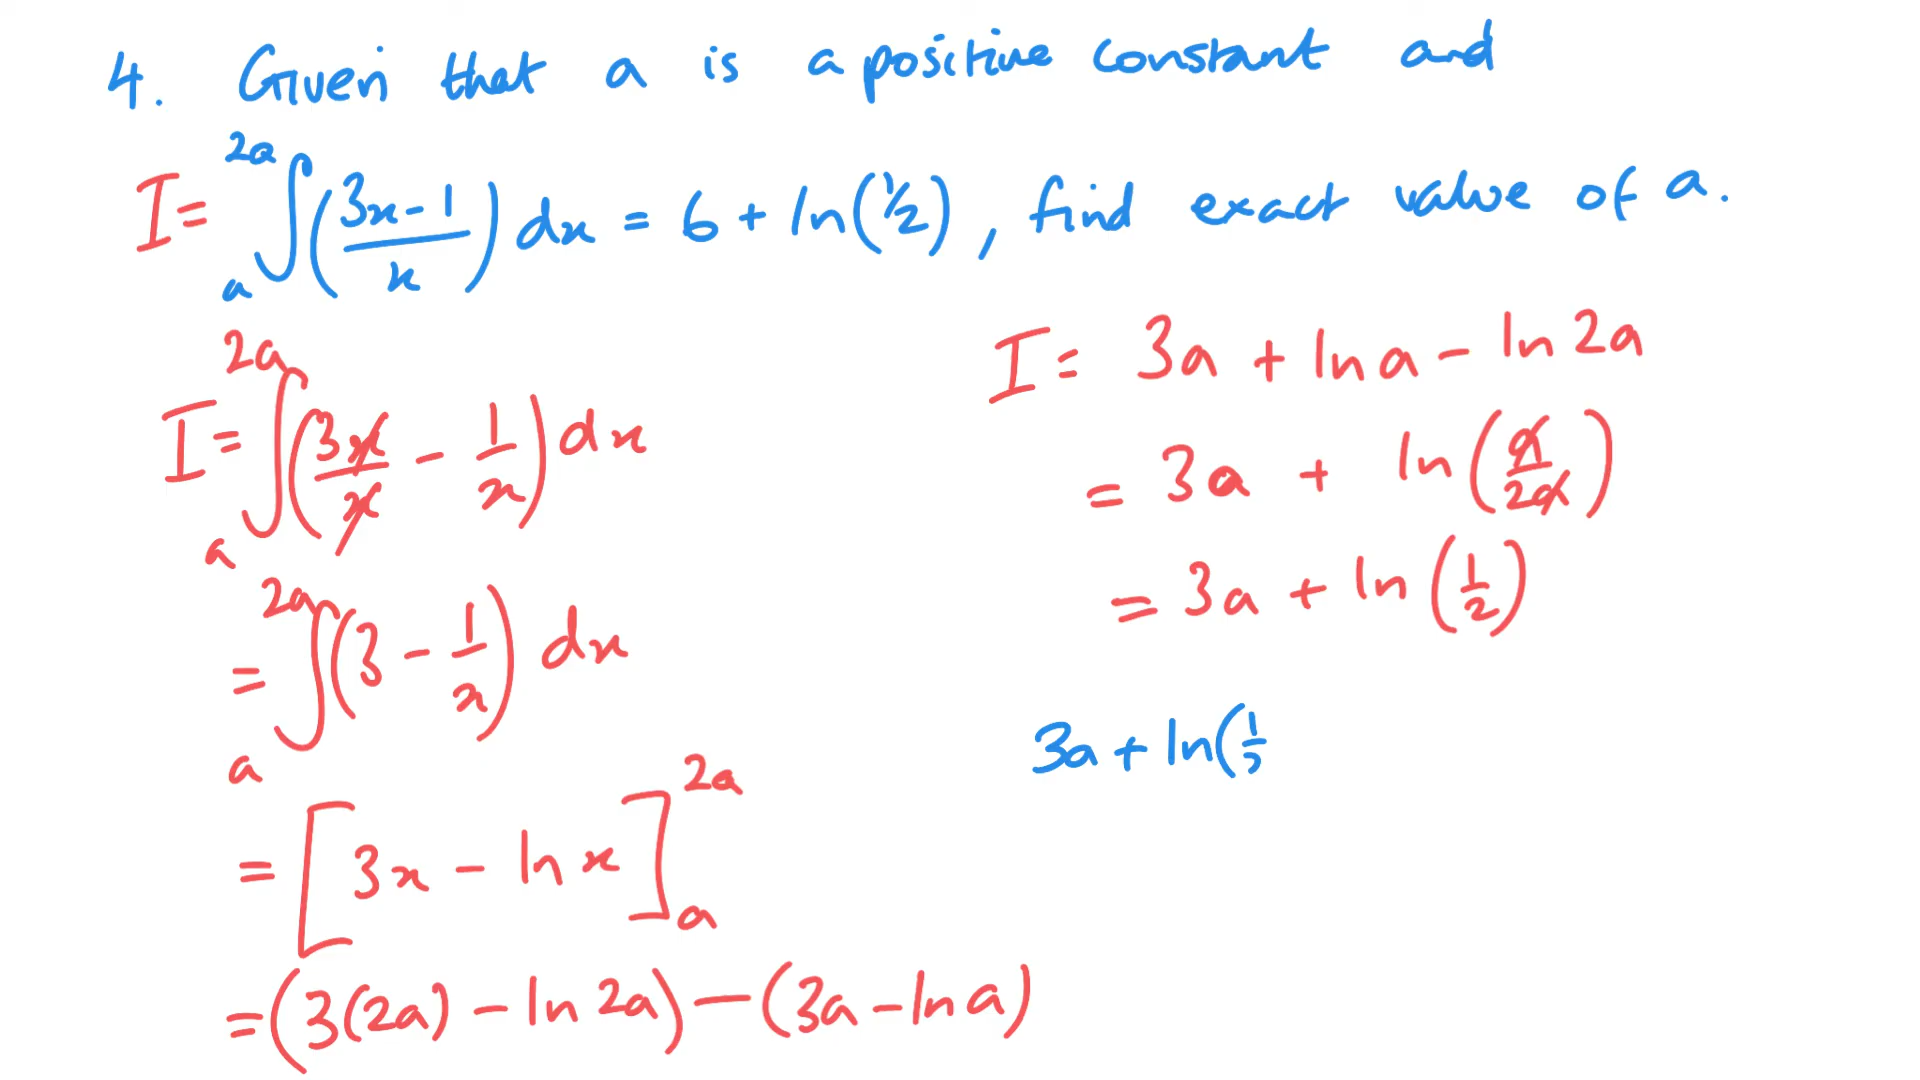 4. Given that a is a positive constant and
I = ∫_a^{2a} ((3x-1)/x) dx = 6 + ln(1/2), find exact value of a.
I = ∫_a^{2a} (3x/x - 1/x) dx
= ∫_a^{2a} (3 - 1/x) dx
= [3x - ln x]_a^{2a}
= (3(2a) - ln 2a) - (3a - ln a)
I = 3a + ln a - ln 2a
= 3a + ln(a/2a)
= 3a + ln(1/2)
3a + ln(1/2